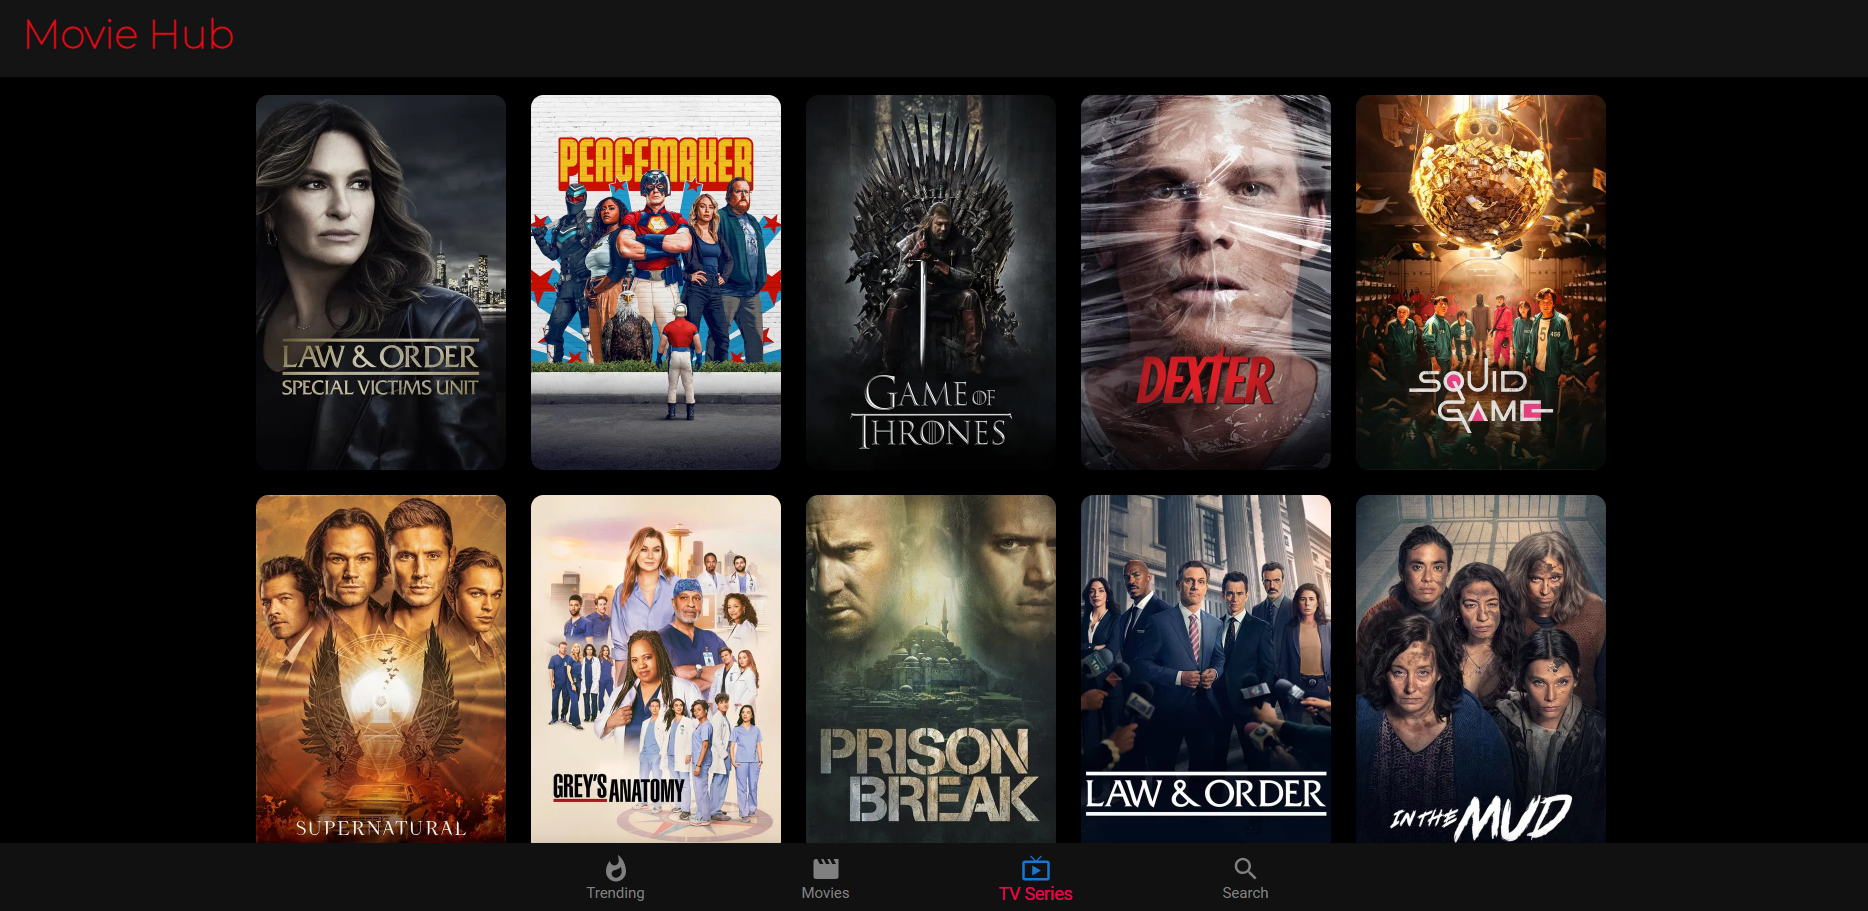 Movie Hub
LAW & ORDER
SPECIAL VICTIMS UNIT
PEACEMAKER
GAME OF
THRONES
DEXTER
SQUID
GAME
SUPERNATURAL
GREY'S ANATOMY
PRISON
BREAK
LAW & ORDER
IN THE MUD
Trending
Movies
TV Series
Search